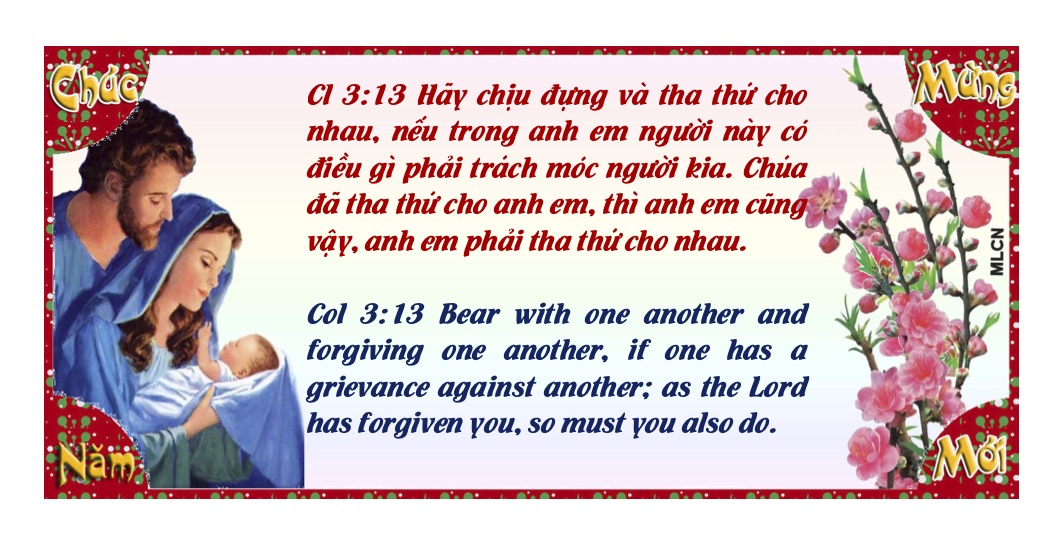 Chúc
Mừng
Cl 3:13 Hãy chịu đựng và tha thứ cho
nhau, nếu trong anh em người này có
điều gì phải trách móc người kia. Chúa
đã tha thứ cho anh em, thì anh em cũng
vậy, anh em phải tha thứ cho nhau.
MLCN
Col 3:13 Bear with one another and
forgiving one another, if one has a
grievance against another; as the Lord
has forgiven you, so must you also do.
Năm
Mới